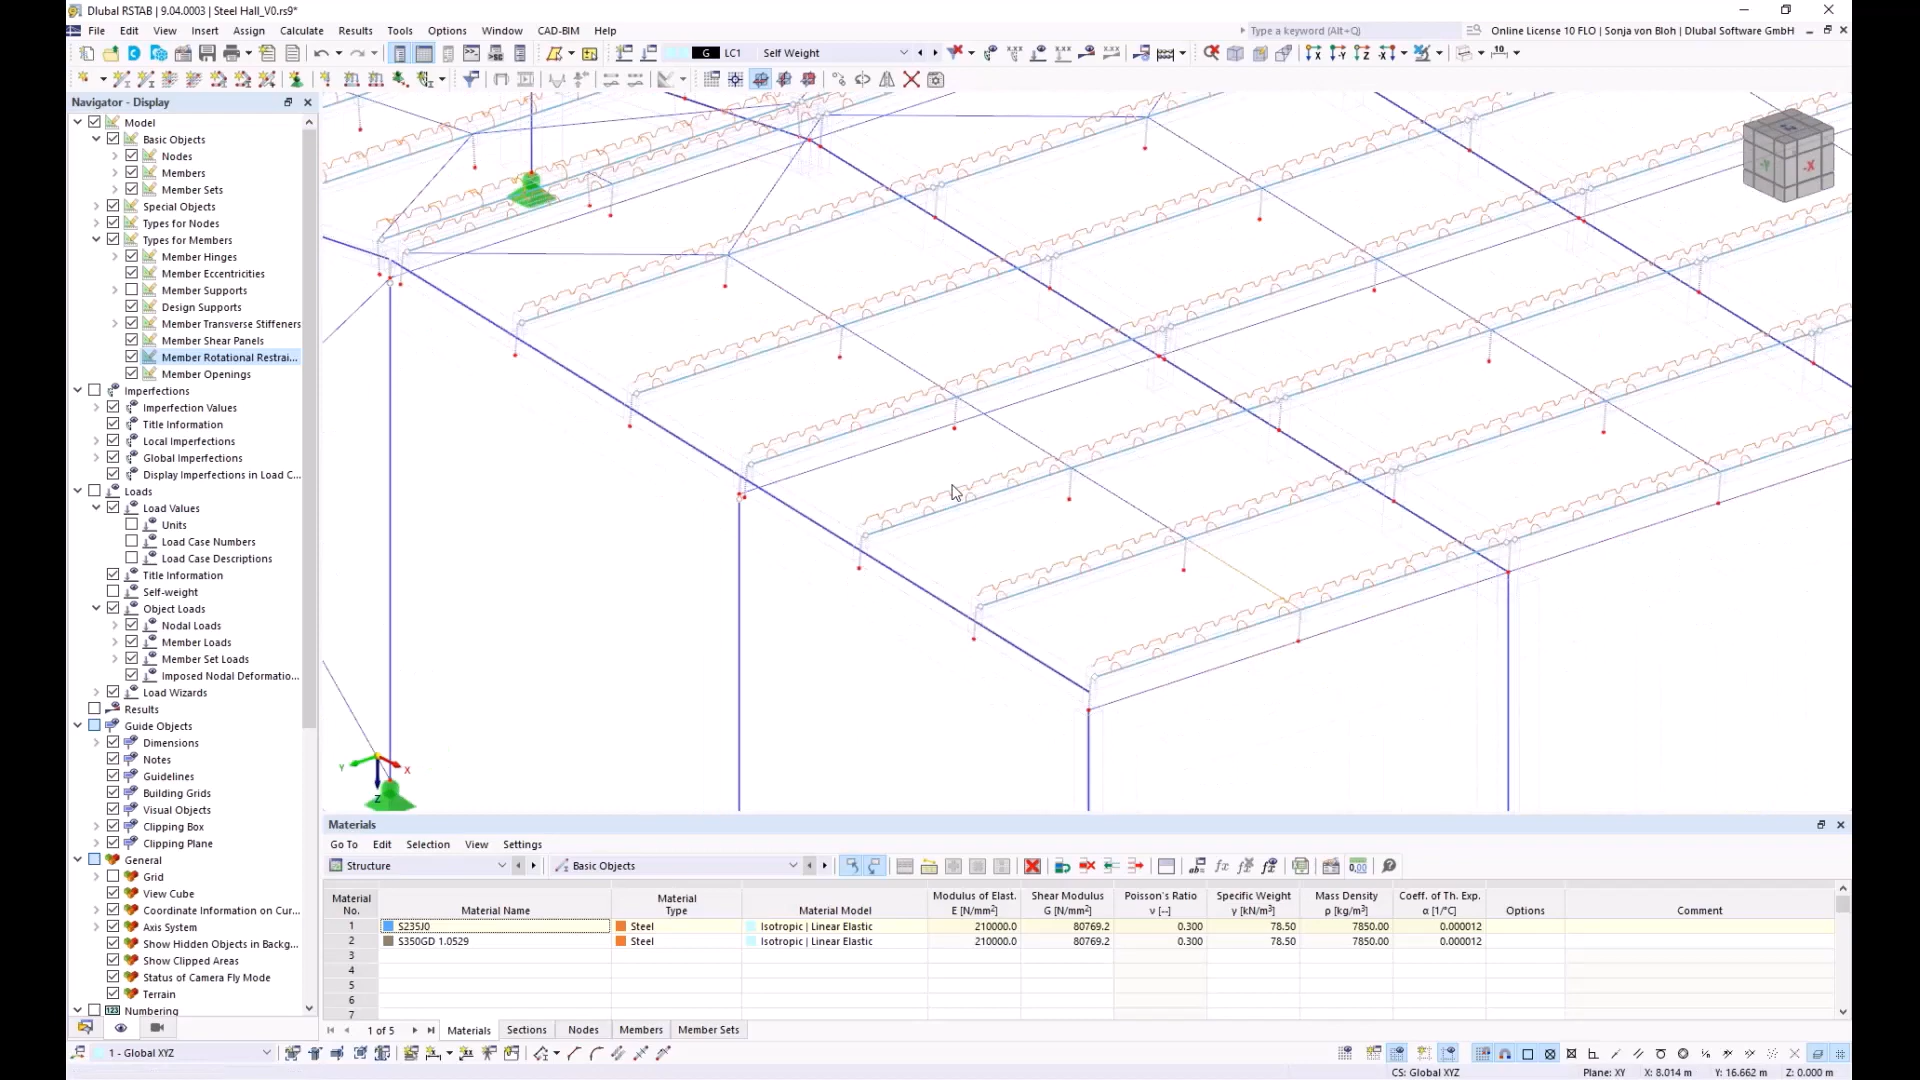 Dlubal RSTAB | 9.04.0003 | Steel Hall_V0.rs9*
File Edit View Insert Assign Calculate Results Tools Options Window CAD-BIM Help
Type a keyword (Alt+Q)
Online License 10 FLO | Sonja von Bloh | Dlubal Software GmbH
G LC1 Self Weight
Navigator - Display
Model
Basic Objects
Nodes
Members
Member Sets
Special Objects
Types for Nodes
Types for Members
Member Hinges
Member Eccentricities
Member Supports
Design Supports
Member Transverse Stiffeners
Member Shear Panels
Member Rotational Restrai...
Member Openings
Imperfections
Imperfection Values
Title Information
Local Imperfections
Global Imperfections
Display Imperfections in Load C...
Loads
Load Values
Units
Load Case Numbers
Load Case Descriptions
Title Information
Self-weight
Object Loads
Nodal Loads
Member Loads
Member Set Loads
Imposed Nodal Deformatio...
Load Wizards
Results
Guide Objects
Dimensions
Notes
Guidelines
Building Grids
Visual Objects
Clipping Box
Clipping Plane
General
Grid
View Cube
Coordinate Information on Cur...
Axis System
Show Hidden Objects in Backg...
Show Clipped Areas
Status of Camera Fly Mode
Terrain
Numbering
-Y -X
Y X
Z
Materials
Go To Edit Selection View Settings
Structure Basic Objects
Material No. Material Name Material Type Material Model Modulus of Elast. E [N/mm²] Shear Modulus G [N/mm²] Poisson's Ratio ν [--] Specific Weight γ [kN/m³] Mass Density ρ [kg/m³] Coeff. of Th. Exp. α [1/°C] Options Comment
1 S235J0 Steel Isotropic | Linear Elastic 210000.0 80769.2 0.300 78.50 7850.00 0.000012
2 S350GD 1.0529 Steel Isotropic | Linear Elastic 210000.0 80769.2 0.300 78.50 7850.00 0.000012
3
4
5
6
7
1 of 5 Materials Sections Nodes Members Member Sets
1 - Global XYZ
CS: Global XYZ Plane: XY X: 8.014 m Y: 16.662 m Z: 0.000 m